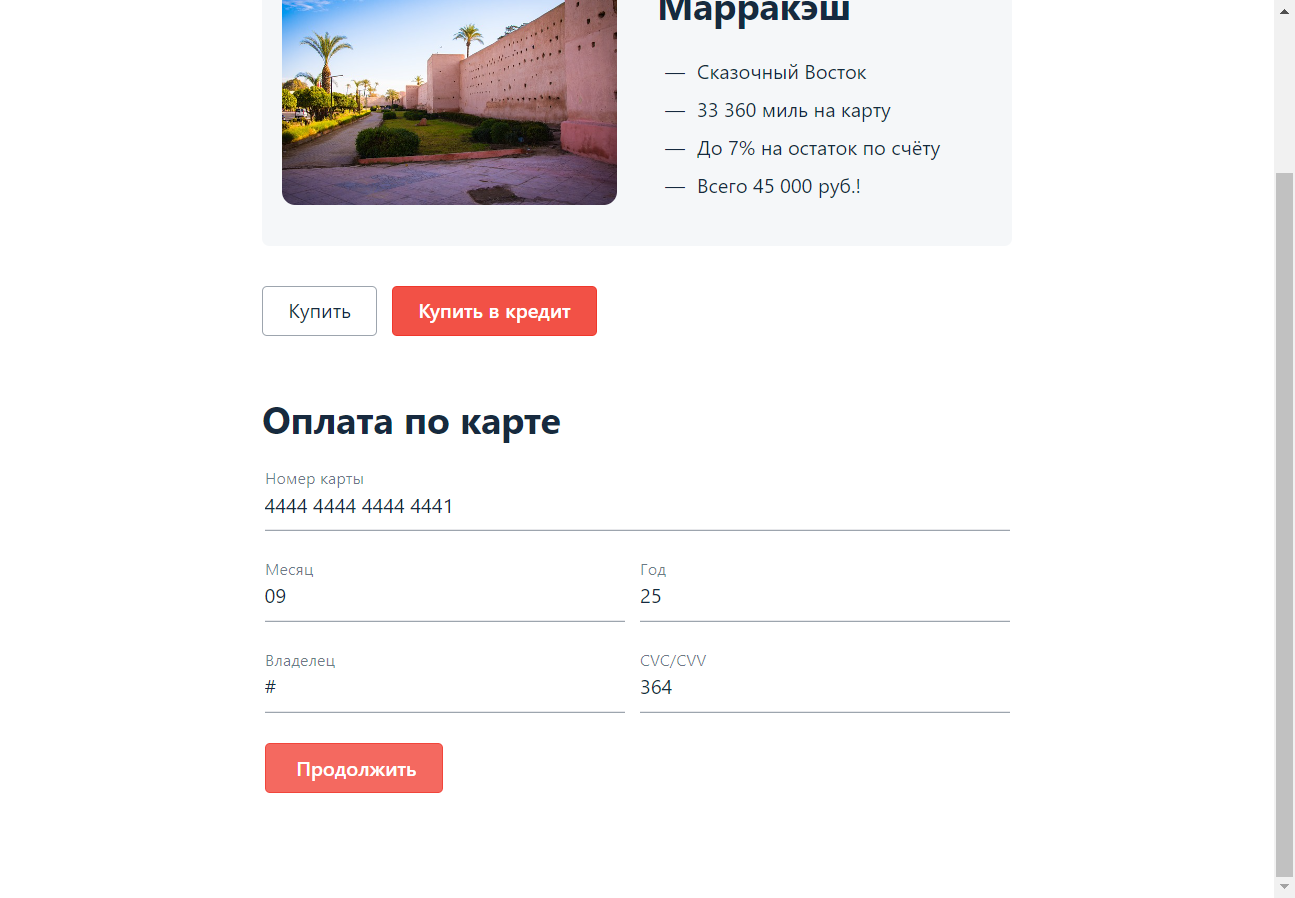 Марракэш
— Сказочный Восток
— 33 360 миль на карту
— До 7% на остаток по счёту
— Всего 45 000 руб.!
Купить
Купить в кредит
Оплата по карте
Номер карты
4444 4444 4444 4441
Месяц
Год
09
25
Владелец
CVC/CVV
#
364
Продолжить